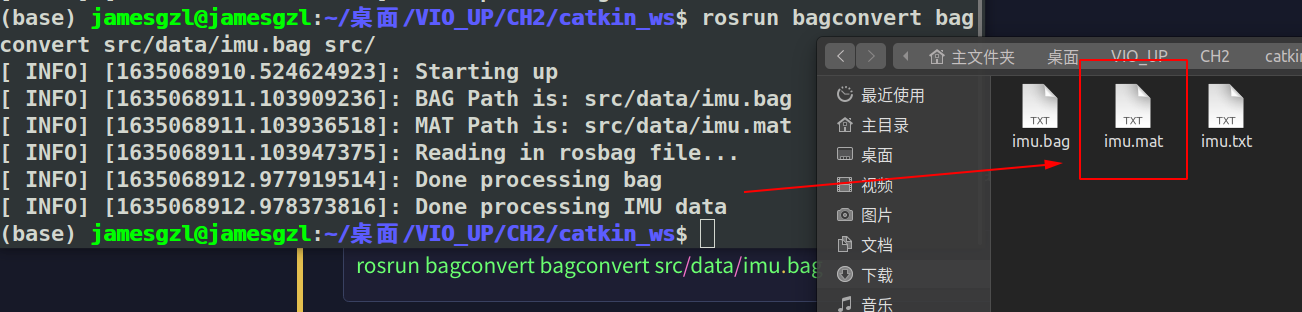 (base) jamesgzl@jamesgzl:~/桌面/VIO_UP/CH2/catkin_ws$ rosrun bagconvert bag
convert src/data/imu.bag src/
[ INFO] [1635068910.524624923]: Starting up
[ INFO] [1635068911.103909236]: BAG Path is: src/data/imu.bag
[ INFO] [1635068911.103936518]: MAT Path is: src/data/imu.mat
[ INFO] [1635068911.103947375]: Reading in rosbag file...
[ INFO] [1635068912.977919514]: Done processing bag
[ INFO] [1635068912.978373816]: Done processing IMU data
(base) jamesgzl@jamesgzl:~/桌面/VIO_UP/CH2/catkin_ws$
rosrun bagconvert bagconvert src/data/imu.bag
主文件夹 桌面 VIO_UP CH2 catkin
最近使用
主目录
桌面
视频
图片
文档
下载
音乐
TXT TXT TXT
imu.bag imu.mat imu.txt